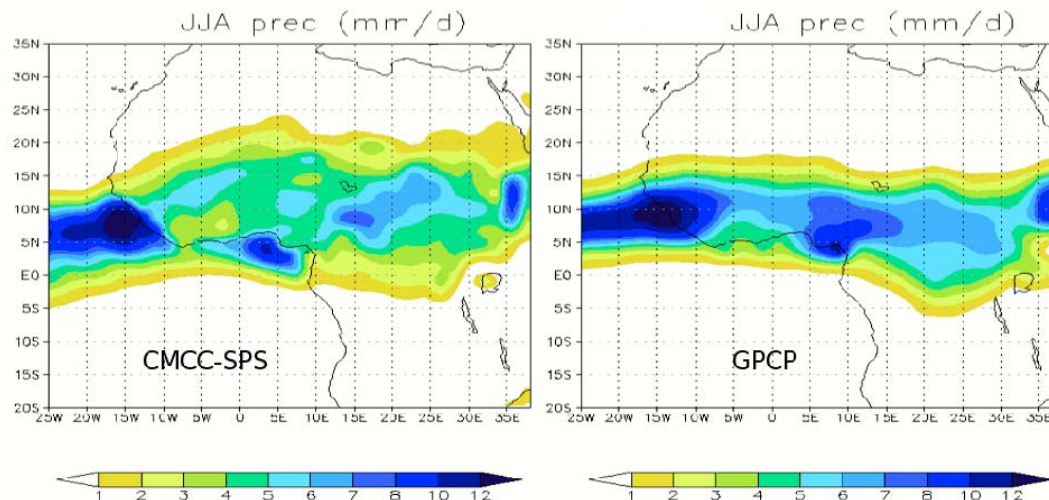 JJA prec (mm/d)
35N
30N
25N
20N
15N
10N
5N
EQ
5S
10S
15S
20S
25W 20W 15W 10W 5W 0 5E 10E 15E 20E 25E 30E 35E
CMCC-SPS
1 2 3 4 5 6 7 8 10 12
JJA prec (mm/d)
35N
30N
25N
20N
15N
10N
5N
EQ
5S
10S
15S
20S
25W 20W 15W 10W 5W 0 5E 10E 15E 20E 25E 30E 35E
GPCP
1 2 3 4 5 6 7 8 10 12